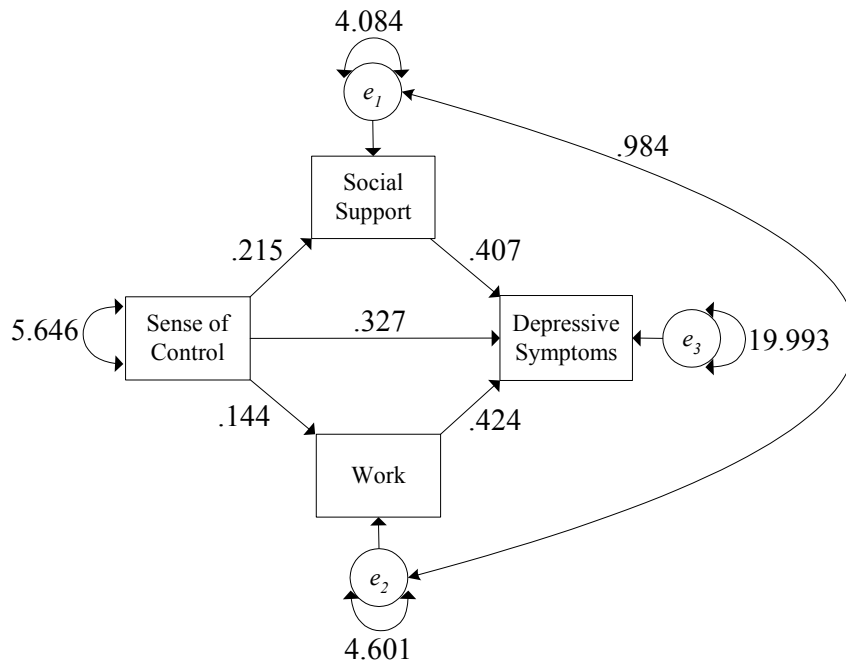 4.084
e1
.984
Social
Support
.215
.407
5.646
Sense of
Control
.327
Depressive
Symptoms
e3
19.993
.144
.424
Work
e2
4.601